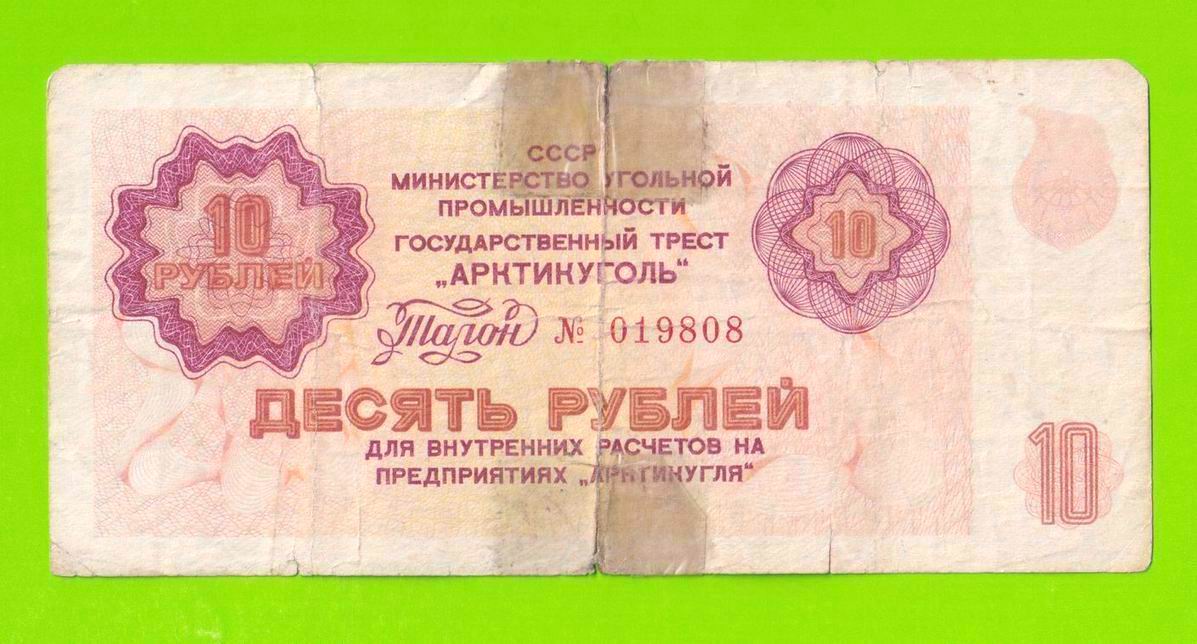 СССР
МИНИСТЕРСТВО УГОЛЬНОЙ
ПРОМЫШЛЕННОСТИ
ГОСУДАРСТВЕННЫЙ ТРЕСТ
„АРКТИКУГОЛЬ“
10
РУБЛЕЙ
10
Талон № 019808
ДЕСЯТЬ РУБЛЕЙ
ДЛЯ ВНУТРЕННИХ РАСЧЕТОВ НА
ПРЕДПРИЯТИЯХ „АРКТИКУГЛЯ“
10